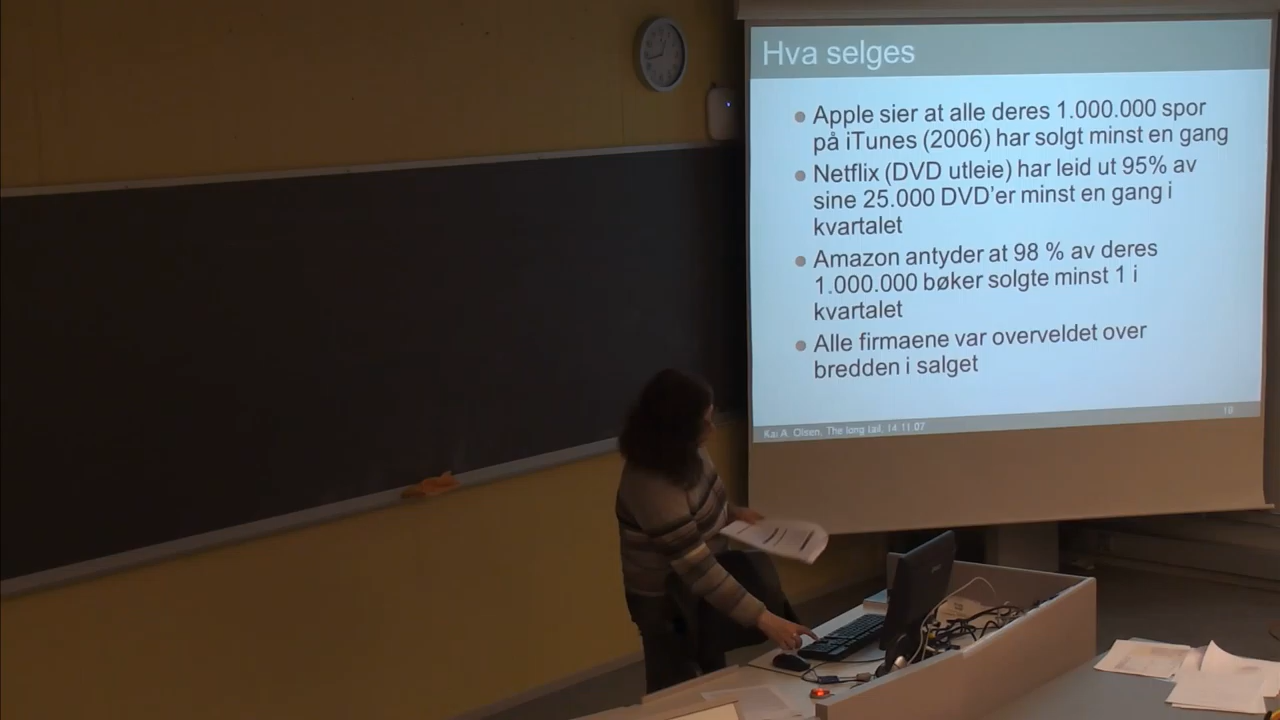 Hva selges
Apple sier at alle deres 1.000.000 spor
på iTunes (2006) har solgt minst en gang
Netflix (DVD utleie) har leid ut 95% av
sine 25.000 DVD'er minst en gang i
kvartalet
Amazon antyder at 98 % av deres
1.000.000 bøker solgte minst 1 i
kvartalet
Alle firmaene var overveldet over
bredden i salget
Kai A. Olsen, The long tail, 14 11 07